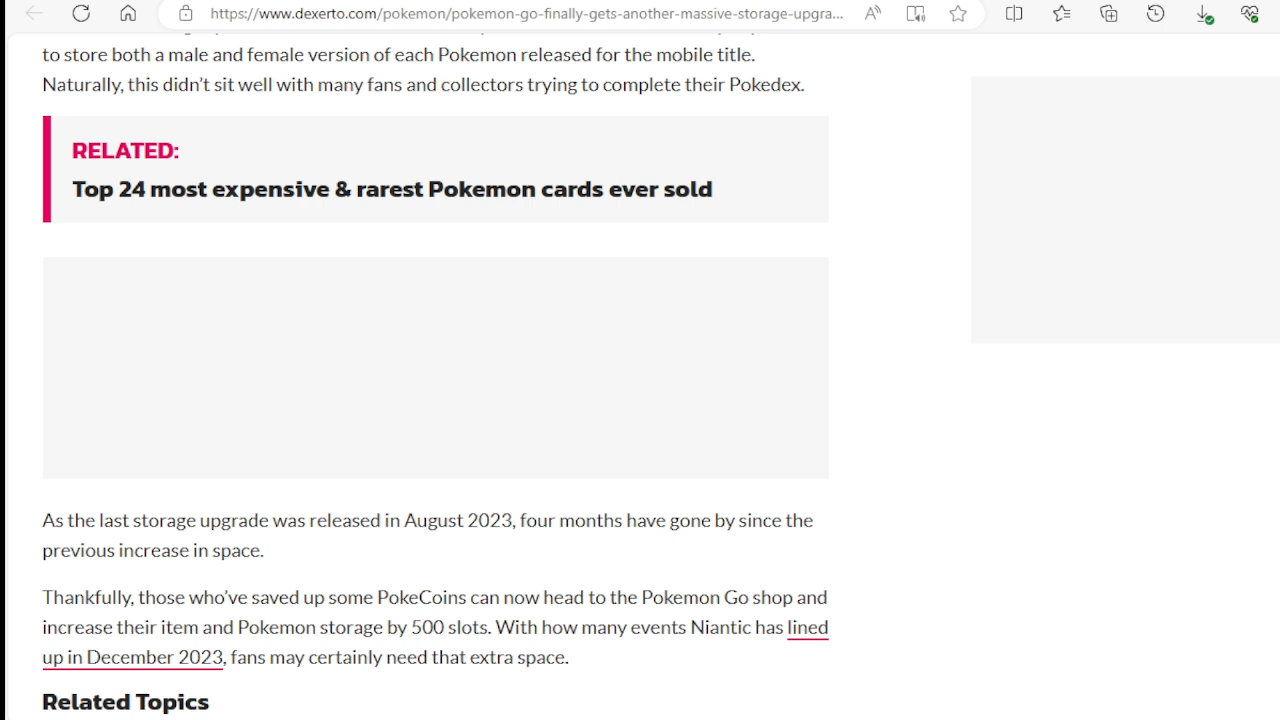 https://www.dexerto.com/pokemon/pokemon-go-finally-gets-another-massive-storage-upgra...
to store both a male and female version of each Pokemon released for the mobile title.
Naturally, this didn’t sit well with many fans and collectors trying to complete their Pokedex.
RELATED:
Top 24 most expensive & rarest Pokemon cards ever sold
As the last storage upgrade was released in August 2023, four months have gone by since the
previous increase in space.
Thankfully, those who’ve saved up some PokeCoins can now head to the Pokemon Go shop and
increase their item and Pokemon storage by 500 slots. With how many events Niantic has lined
up in December 2023, fans may certainly need that extra space.
Related Topics